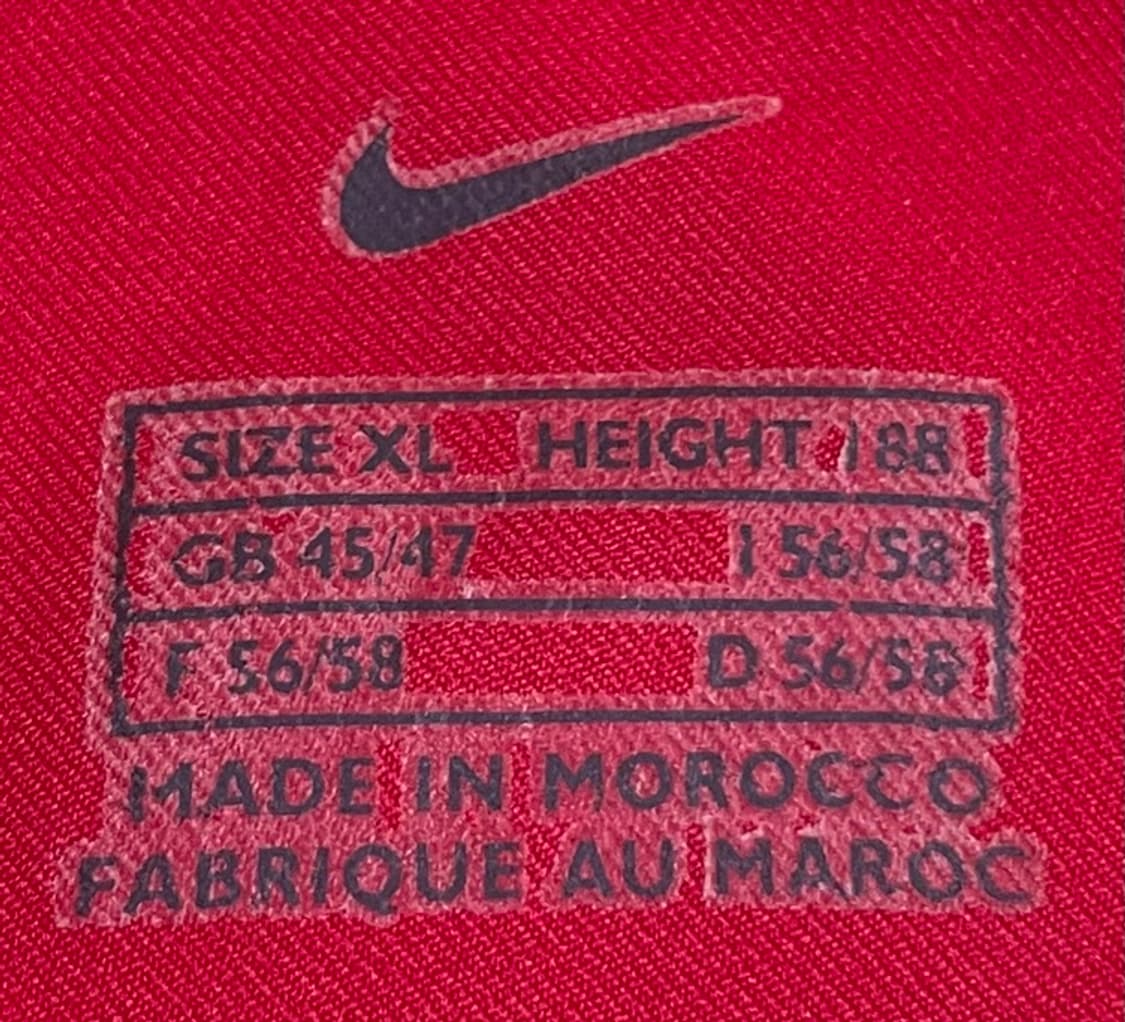 SIZE XL HEIGHT 188
GB 45/47 I 56/58
F 56/58 D 56/58
MADE IN MOROCCO
FABRIQUE AU MAROC